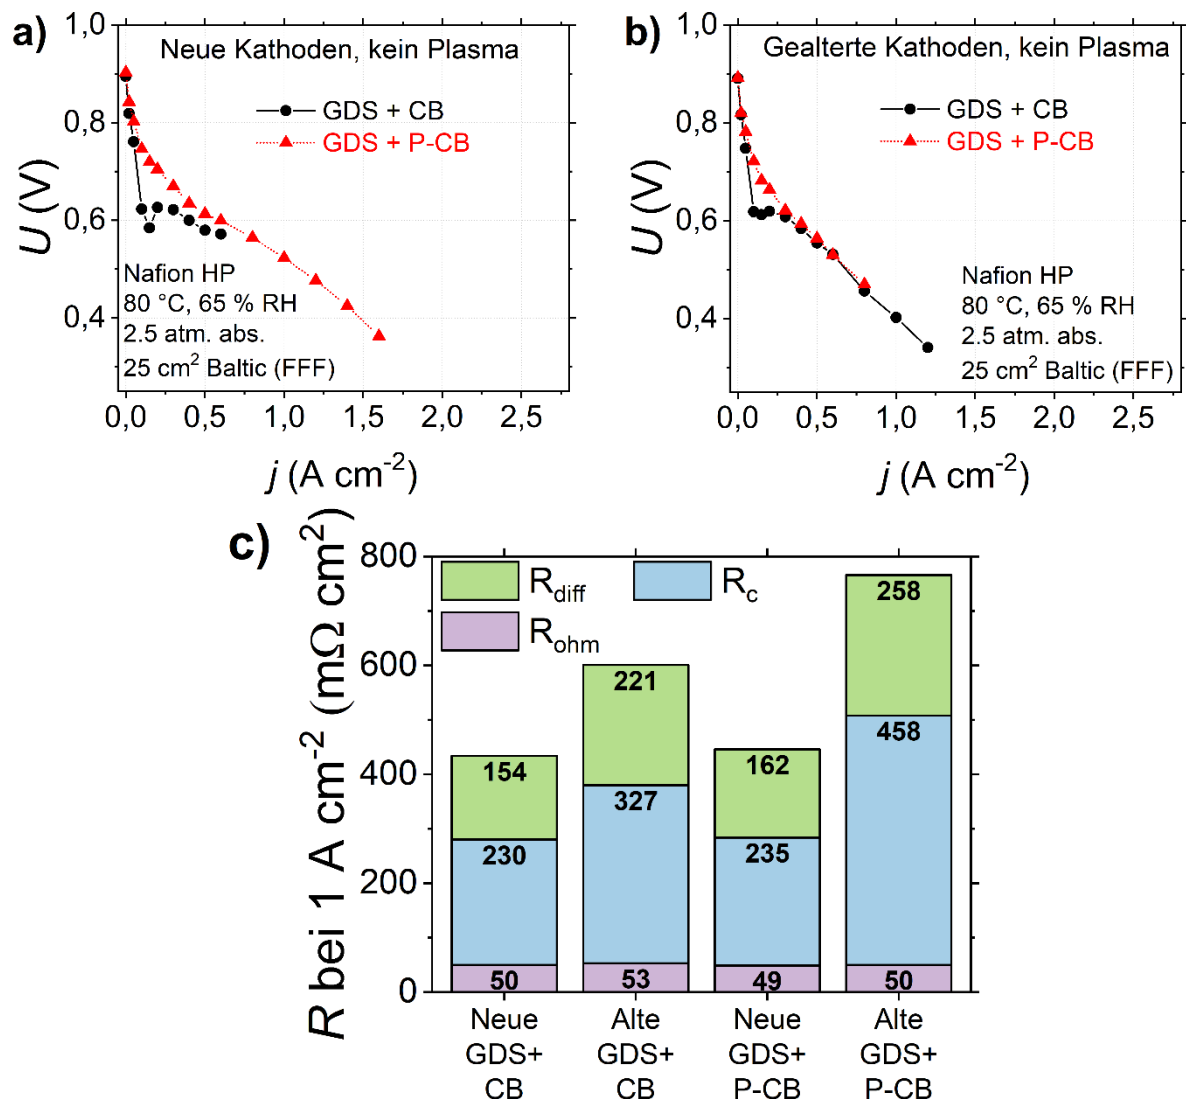 a)
Neue Kathoden, kein Plasma
GDS + CB
GDS + P-CB
Nafion HP
80 °C, 65 % RH
2.5 atm. abs.
25 cm² Baltic (FFF)
U (V)
1,0
0,8
0,6
0,4
0,0 0,5 1,0 1,5 2,0 2,5
j (A cm⁻²)
b)
Gealterte Kathoden, kein Plasma
GDS + CB
GDS + P-CB
Nafion HP
80 °C, 65 % RH
2.5 atm. abs.
25 cm² Baltic (FFF)
U (V)
1,0
0,8
0,6
0,4
0,0 0,5 1,0 1,5 2,0 2,5
j (A cm⁻²)
c)
R bei 1 A cm⁻² (mΩ cm²)
800
600
400
200
0
R_diff R_c
R_ohm
154
230
50
221
327
53
162
235
49
258
458
50
Neue GDS+ CB
Alte GDS+ CB
Neue GDS+ P-CB
Alte GDS+ P-CB